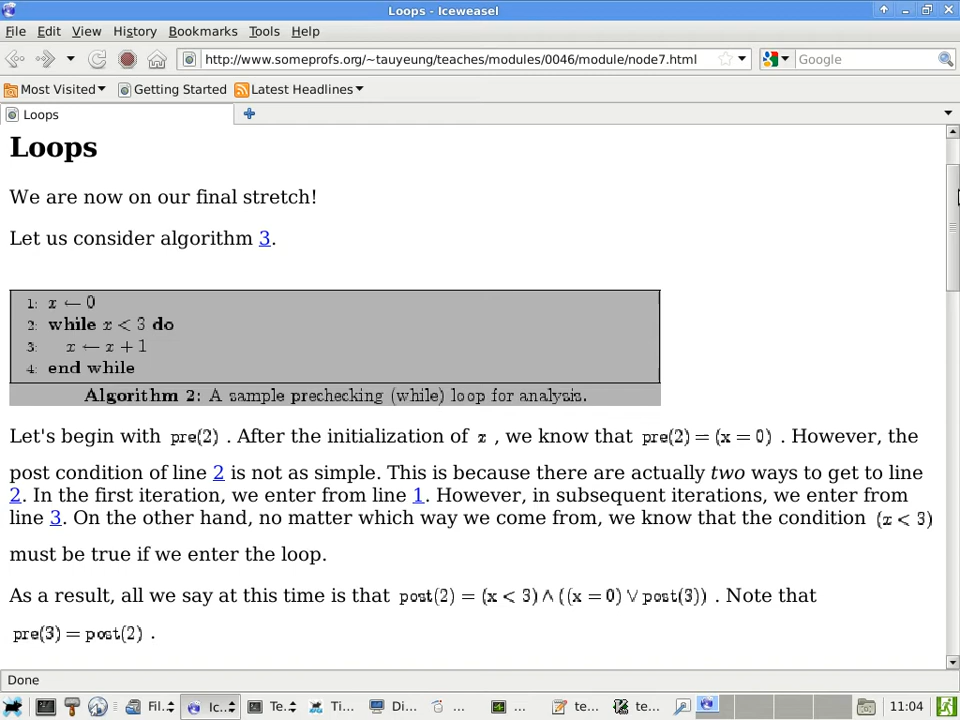 Loops - Iceweasel
File Edit View History Bookmarks Tools Help
http://www.someprofs.org/~tauyeung/teaches/modules/0046/module/node7.html
Google
Most Visited Getting Started Latest Headlines
Loops
Loops
We are now on our final stretch!
Let us consider algorithm 3.
1: x ← 0
2: while x < 3 do
3: x ← x + 1
4: end while
Algorithm 2: A sample prechecking (while) loop for analysis.
Let's begin with pre(2) . After the initialization of x , we know that pre(2) = (x = 0) . However, the
post condition of line 2 is not as simple. This is because there are actually two ways to get to line
2. In the first iteration, we enter from line 1. However, in subsequent iterations, we enter from
line 3. On the other hand, no matter which way we come from, we know that the condition (x < 3)
must be true if we enter the loop.
As a result, all we say at this time is that post(2) = (x < 3) ∧ ((x = 0) ∨ post(3)) . Note that
pre(3) = post(2) .
Done
Fil... Ic... Te... Ti... Di... ... ... te... te... 11:04